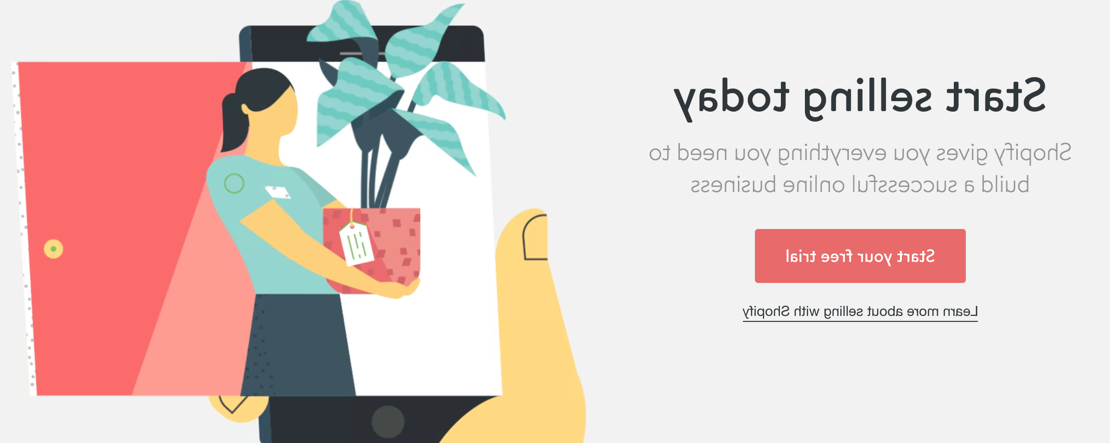 Start selling today
Shopify gives you everything you need to
build a successful online business
Start your free trial
Learn more about selling with Shopify